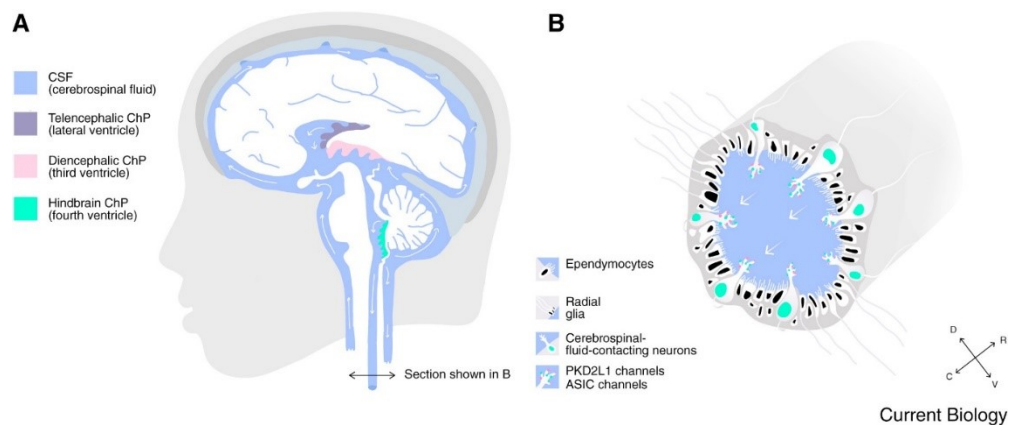 A
CSF
(cerebrospinal fluid)
Telencephalic ChP
(lateral ventricle)
Diencephalic ChP
(third ventricle)
Hindbrain ChP
(fourth ventricle)
Section shown in B
B
Ependymocytes
Radial
glia
Cerebrospinal-
fluid-contacting neurons
PKD2L1 channels
ASIC channels
D
R
C
V
Current Biology